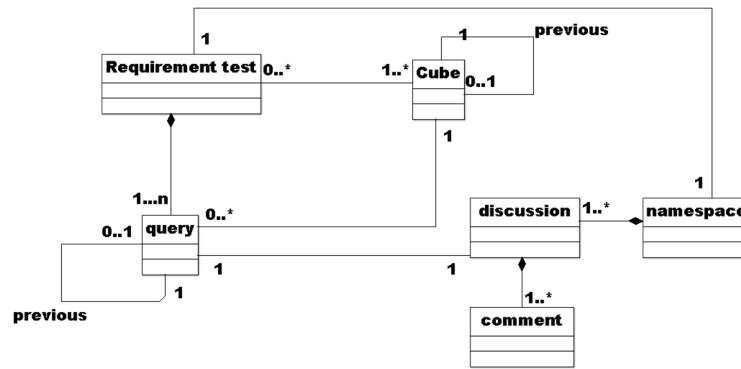 1
1
previous
Requirement test
0..*
1..*
Cube
0..1
1
1...n
0..*
0..1
query
1
1
1
previous
discussion
1..*
1
namespace
1..*
comment